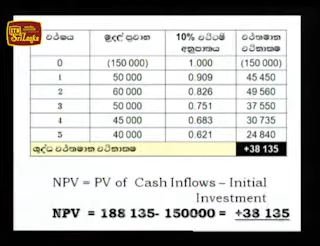 වර්ෂය මුදල් ප්‍රවාහ 10% වට්ටම් අනුපාතය වර්තමාන වටිනාකම
0 (150 000) 1.000 (150 000)
1 50 000 0.909 45 450
2 60 000 0.826 49 560
3 50 000 0.751 37 550
4 45 000 0.683 30 735
5 40 000 0.621 24 840
ශුද්ධ වර්තමාන වටිනාකම +38 135
NPV = PV of Cash Inflows – Initial
Investment
NPV = 188 135- 150000 = +38 135